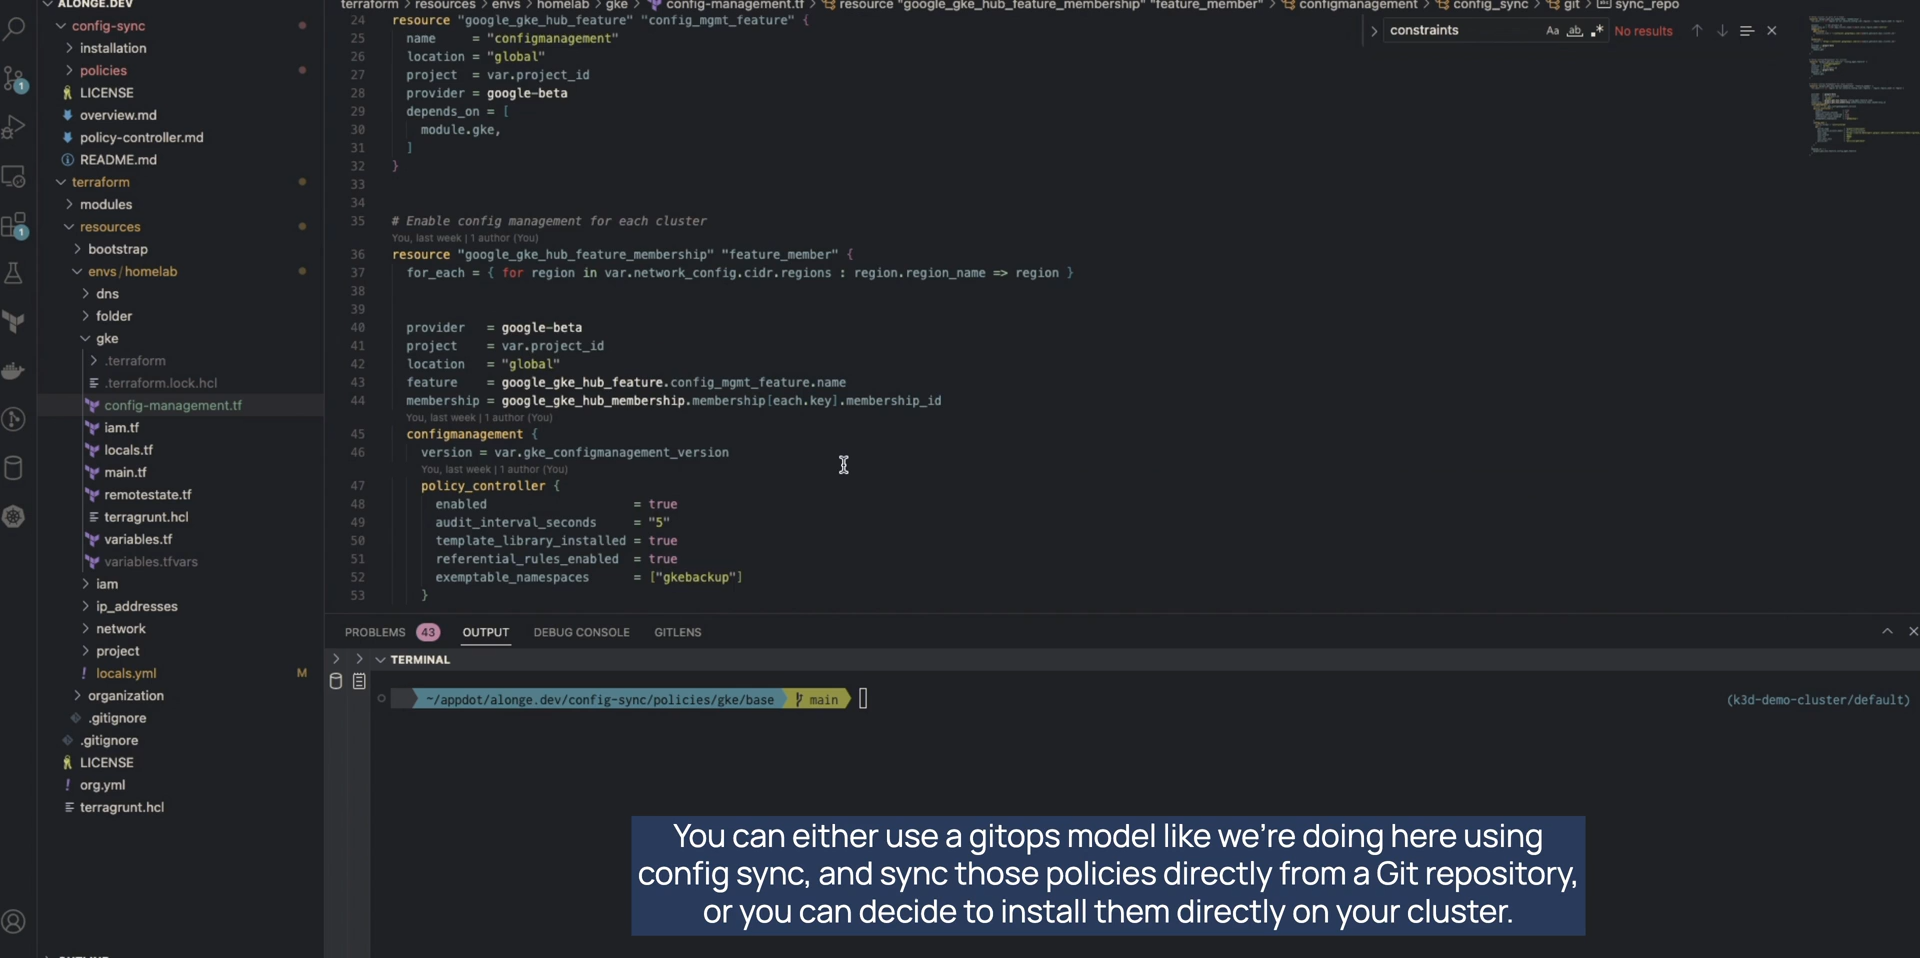 ALONGE.DEV
config-sync
installation
policies
LICENSE
overview.md
policy-controller.md
README.md
terraform
modules
resources
bootstrap
envs/homelab
dns
folder
gke
.terraform
.terraform.lock.hcl
config-management.tf
iam.tf
locals.tf
main.tf
remotestate.tf
terragrunt.hcl
variables.tf
variables.tfvars
iam
ip_addresses
network
project
locals.yml M
organization
.gitignore
.gitignore
LICENSE
org.yml
terragrunt.hcl
1
1
terraform > resources > envs > homelab > gke > config-management.tf > resource "google_gke_hub_feature_membership" "feature_member" > configmanagement > config_sync > git > sync_repo
constraints Aa ab .* No results
24 resource "google_gke_hub_feature" "config_mgmt_feature" {
25 name = "configmanagement"
26 location = "global"
27 project = var.project_id
28 provider = google-beta
29 depends_on = [
30 module.gke,
31 ]
32 }
33
34
35 # Enable config management for each cluster
You, last week | 1 author (You)
36 resource "google_gke_hub_feature_membership" "feature_member" {
37 for_each = { for region in var.network_config.cidr.regions : region.region_name => region }
38
39
40 provider = google-beta
41 project = var.project_id
42 location = "global"
43 feature = google_gke_hub_feature.config_mgmt_feature.name
44 membership = google_gke_hub_membership.membership[each.key].membership_id
You, last week | 1 author (You)
45 configmanagement {
46 version = var.gke_configmanagement_version
You, last week | 1 author (You)
47 policy_controller {
48 enabled = true
49 audit_interval_seconds = "5"
50 template_library_installed = true
51 referential_rules_enabled = true
52 exemptable_namespaces = ["gkebackup"]
53 }
PROBLEMS 43 OUTPUT DEBUG CONSOLE GITLENS
TERMINAL
~/appdot/alonge.dev/config-sync/policies/gke/base main (k3d-demo-cluster/default)
You can either use a gitops model like we're doing here using
config sync, and sync those policies directly from a Git repository,
or you can decide to install them directly on your cluster.